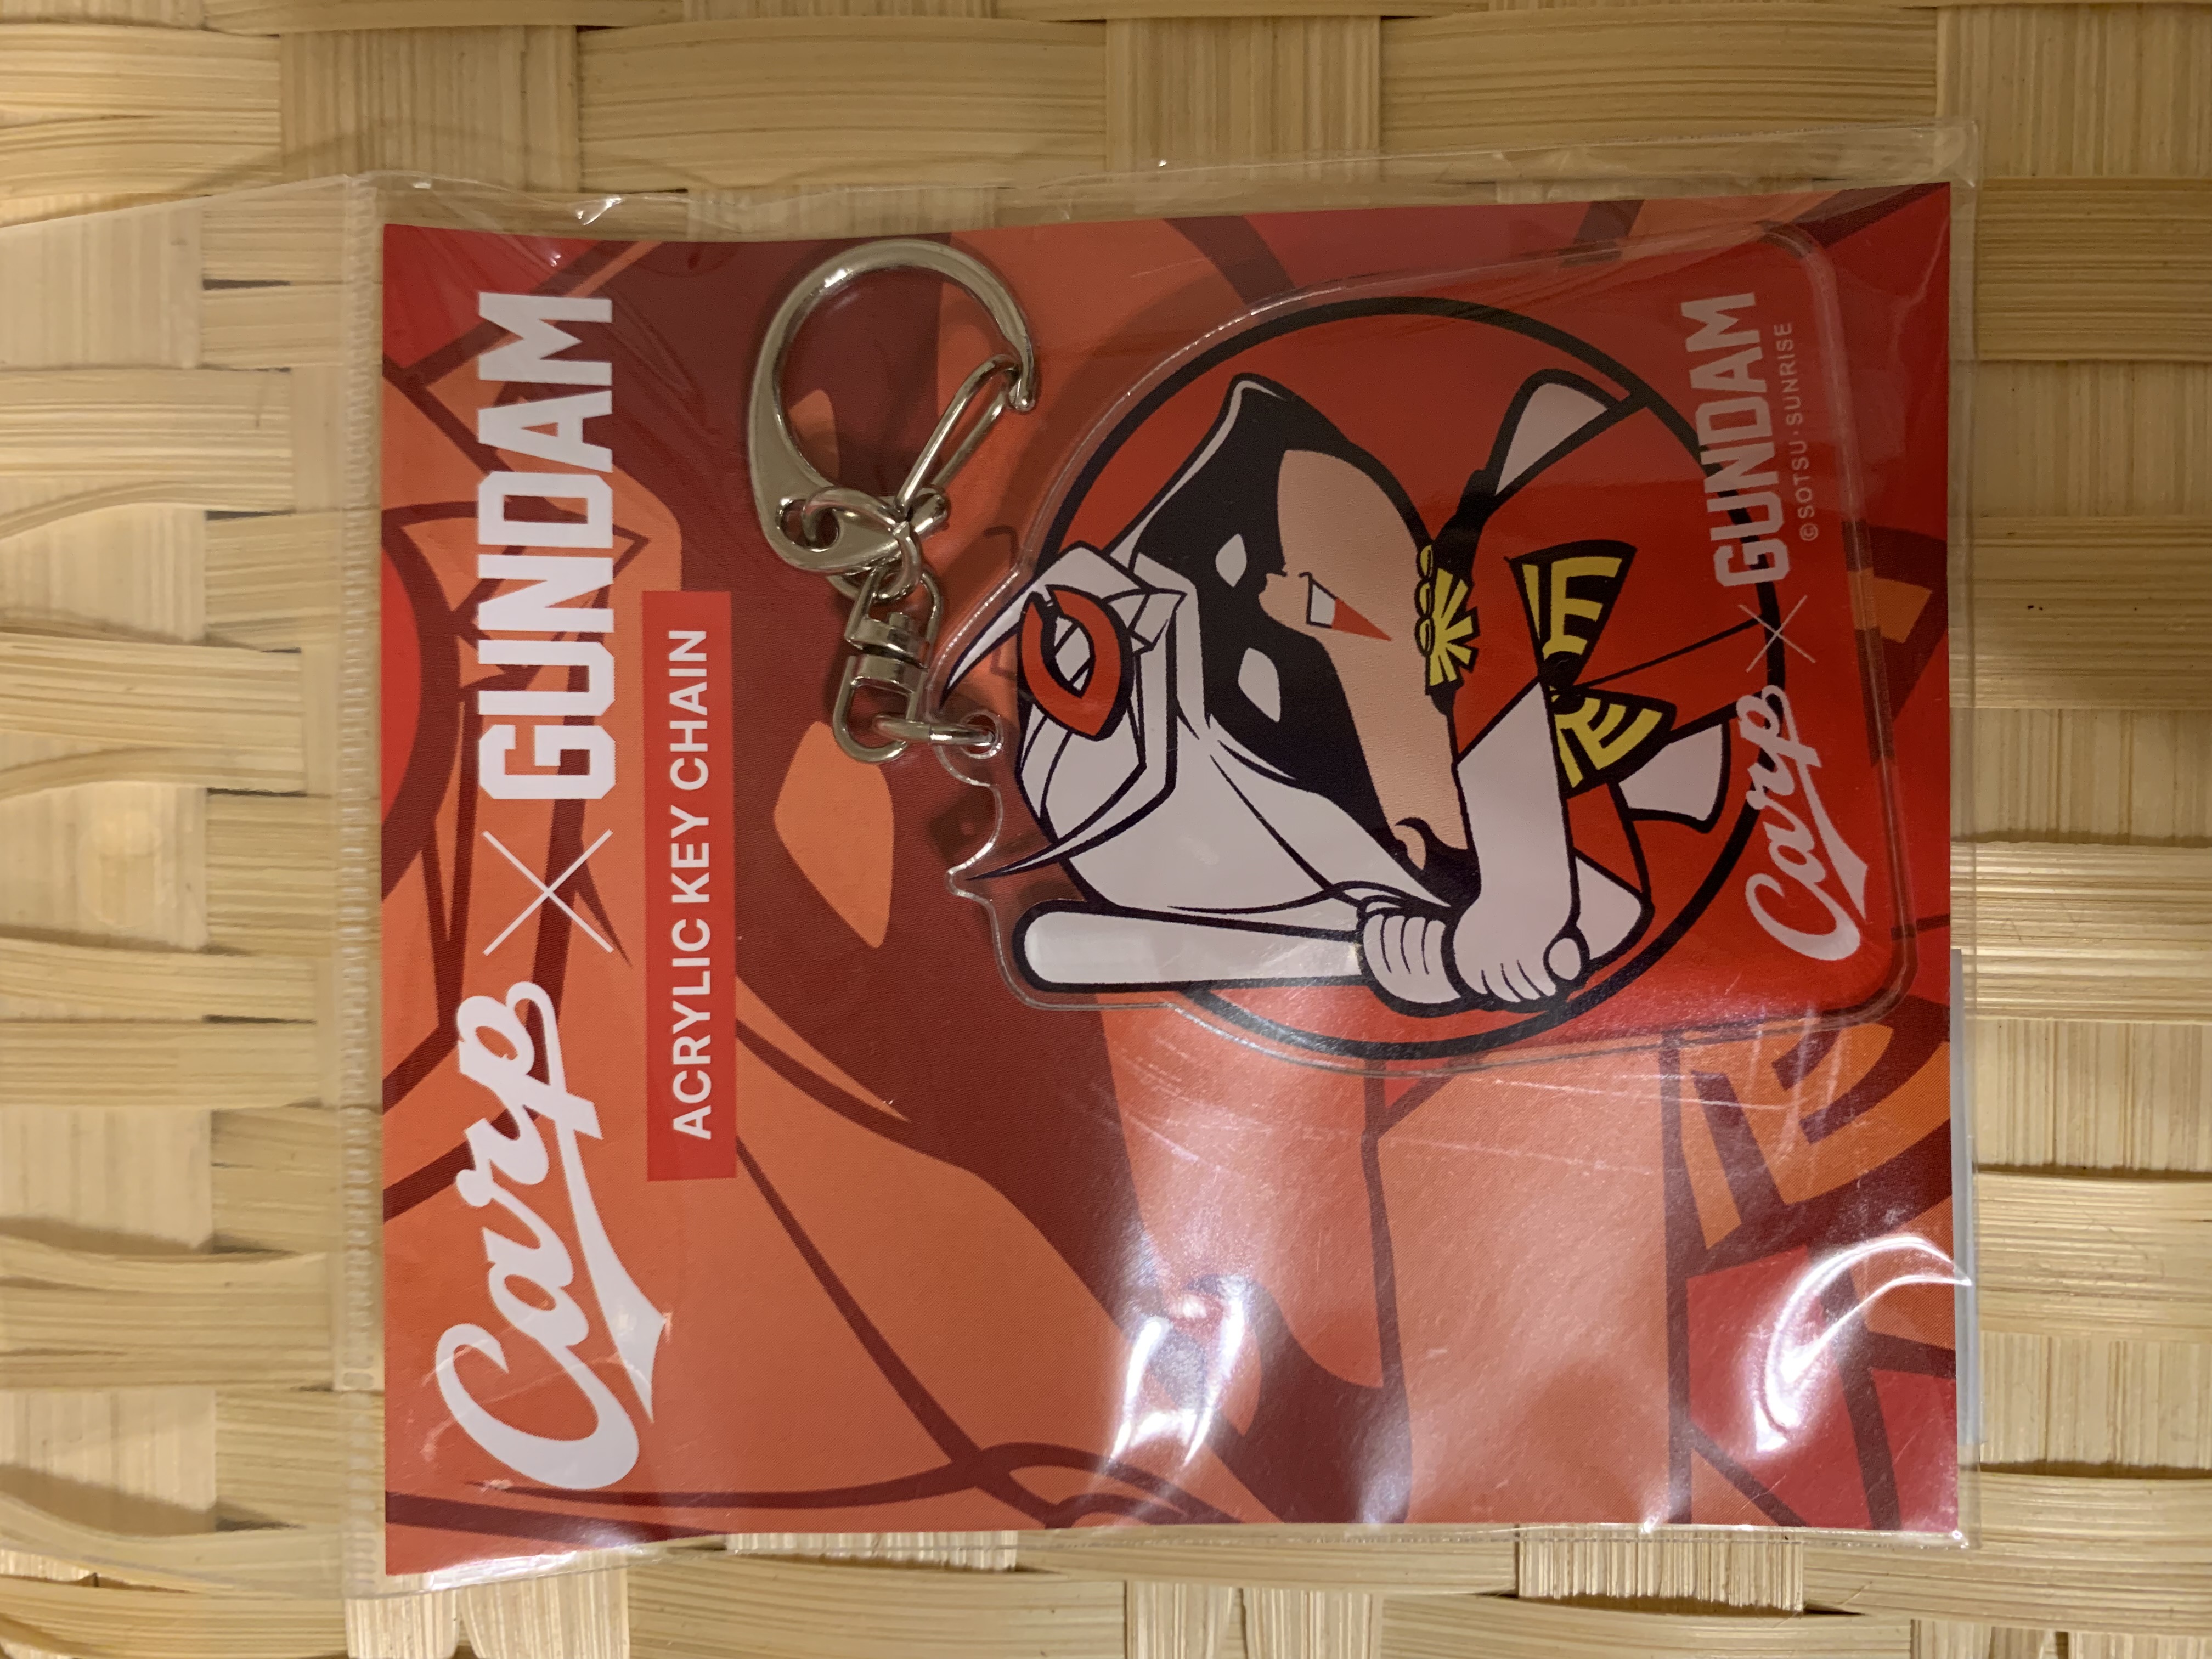 Carp × GUNDAM
ACRYLIC KEY CHAIN
Carp × GUNDAM
©SOTSU・SUNRISE